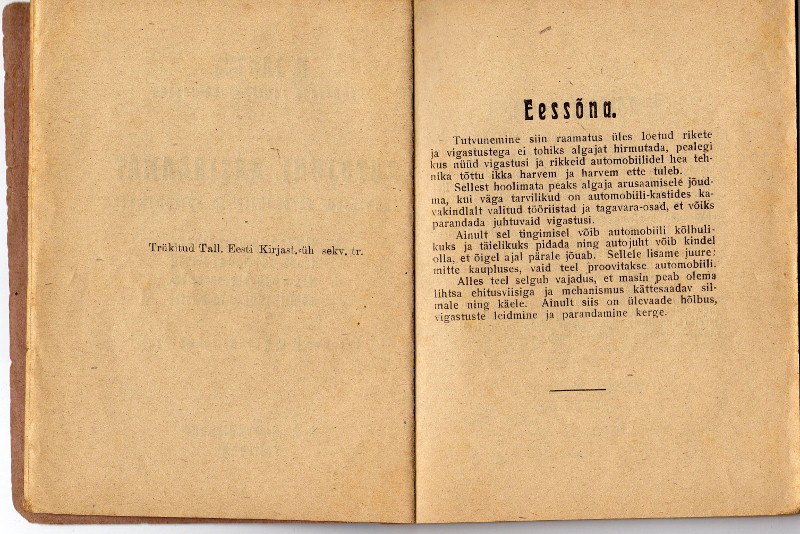 Trükitud Tall. Eesti Kirjast.-üh sekv. tr.
Eessõna.
Tutvunemine siin raamatus üles loetud rikete
ja vigastustega ei tohiks algajat hirmutada, pealegi
kus nüüd vigastusi ja rikkeid automobiilidel hea teh-
nika tõttu ikka harvem ja harvem ette tuleb.
Sellest hoolimata peaks algaja arusaamisele jõud-
ma, kui väga tarvilikud on automobiili-kastides ka-
vakindlalt valitud tööriistad ja tagavara-osad, et võiks
parandada juhtuvaid vigastusi.
Ainult sel tingimisel võib automobiili kõlbuli-
kuks ja täielikuks pidada ning autojuht võib kindel
olla, et õigel ajal pärale jõuab. Sellele lisame juure:
mitte kaupluses, vaid teel proovitakse automobiili.
Alles teel selgub vajadus, et masin peab olema
lihtsa ehitusviisiga ja mehanismus kättesaadav sil-
male ning käele. Ainult siis on ülevaade hõlbus,
vigastuste leidmine ja parandamine kerge.